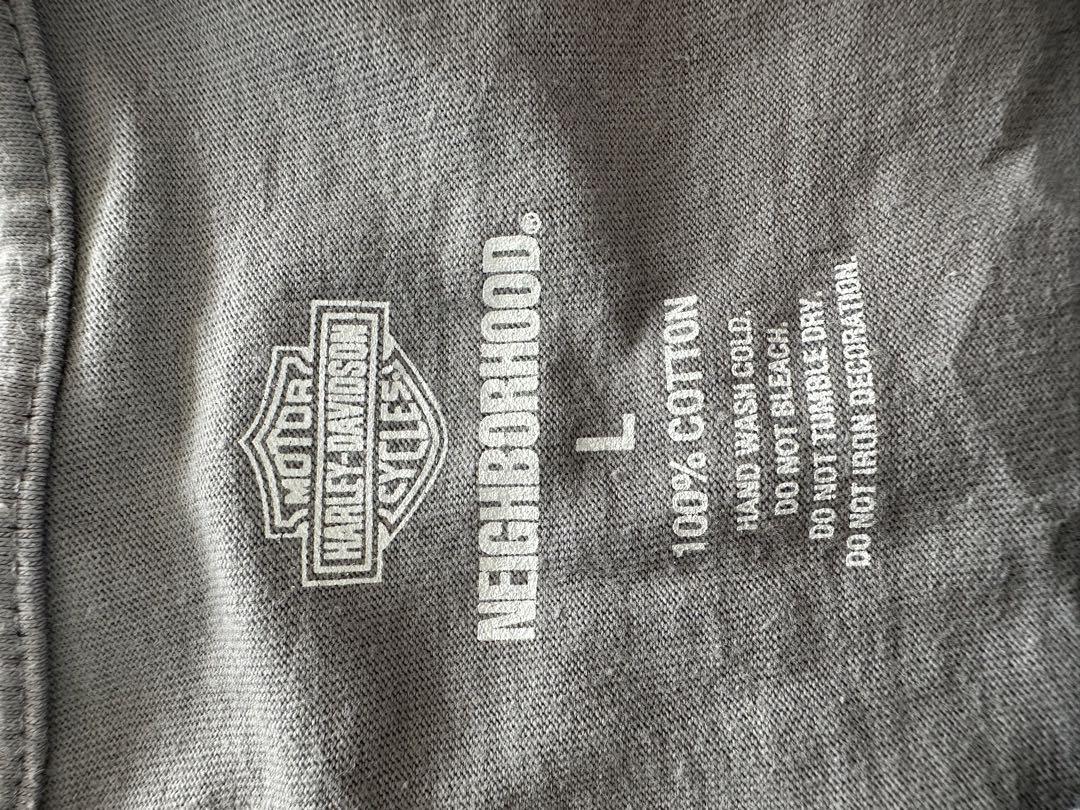 MOTOR
HARLEY-DAVIDSON
CYCLES
NEIGHBORHOOD.®
L
100% COTTON
HAND WASH COLD.
DO NOT BLEACH.
DO NOT TUMBLE DRY.
DO NOT IRON DECORATION.